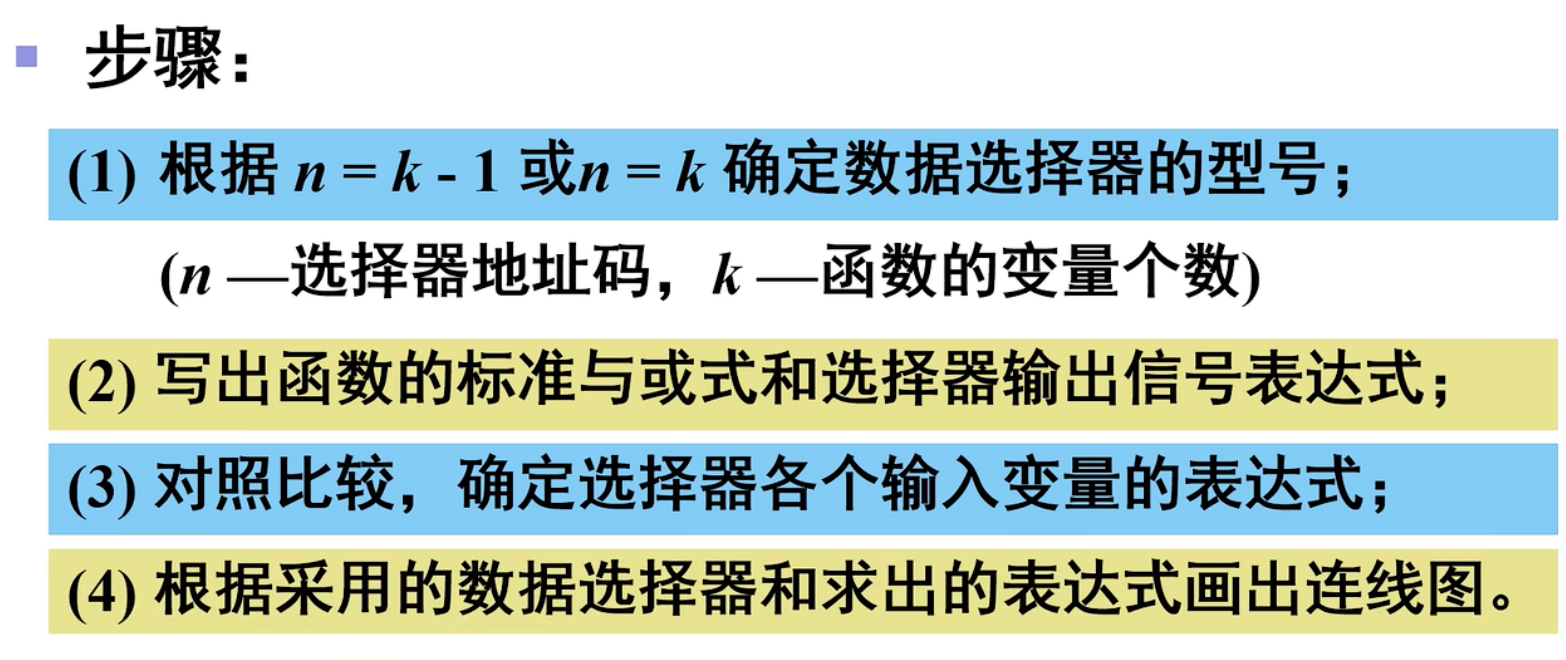 步骤：
(1) 根据 n = k - 1 或n = k 确定数据选择器的型号；
(n —选择器地址码，k —函数的变量个数)
(2) 写出函数的标准与或式和选择器输出信号表达式；
(3) 对照比较，确定选择器各个输入变量的表达式；
(4) 根据采用的数据选择器和求出的表达式画出连线图。